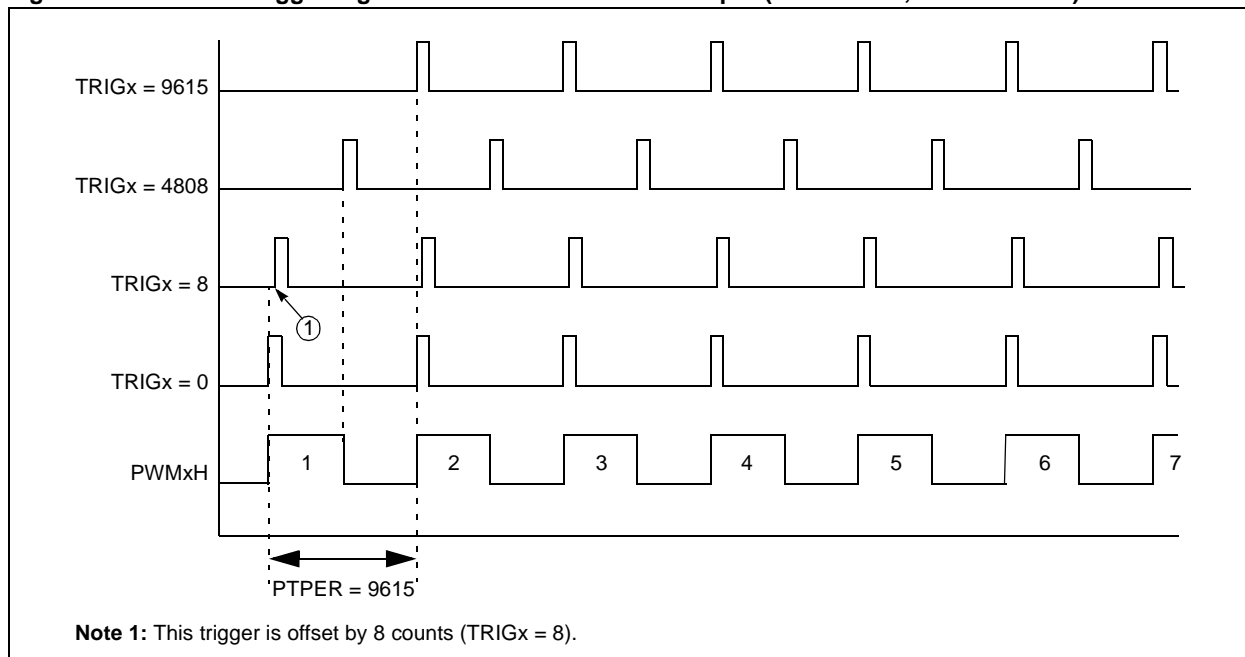 TRIGx = 9615
TRIGx = 4808
TRIGx = 8
1
TRIGx = 0
PWMxH
1 2 3 4 5 6 7
PTPER = 9615
Note 1: This trigger is offset by 8 counts (TRIGx = 8).